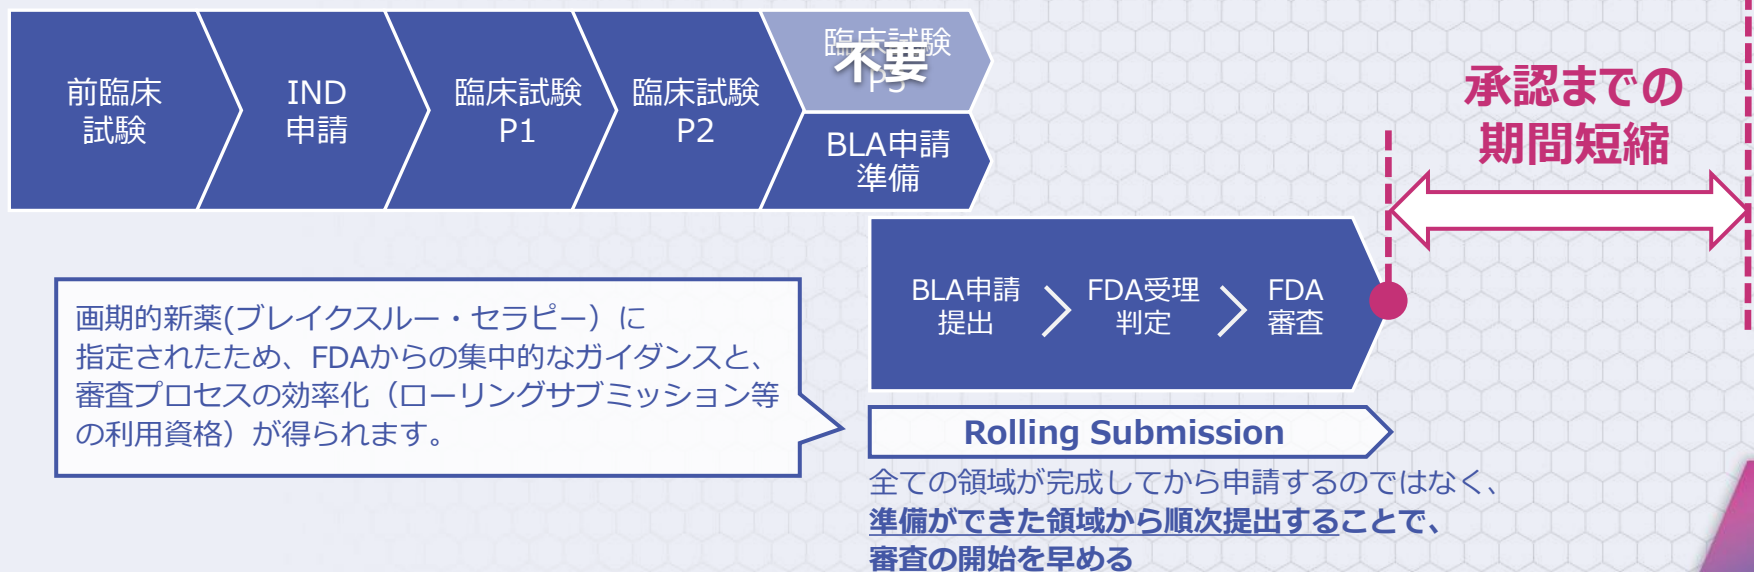 前臨床
試験
IND
申請
臨床試験
P1
臨床試験
P2
臨床試験
P3
不要
BLA申請
準備
承認までの
期間短縮
BLA申請
提出
FDA受理
判定
FDA
審査
画期的新薬(ブレイクスルー・セラピー）に
指定されたため、FDAからの集中的なガイダンスと、
審査プロセスの効率化（ローリングサブミッション等
の利用資格）が得られます。
Rolling Submission
全ての領域が完成してから申請するのではなく、
準備ができた領域から順次提出することで、
審査の開始を早める